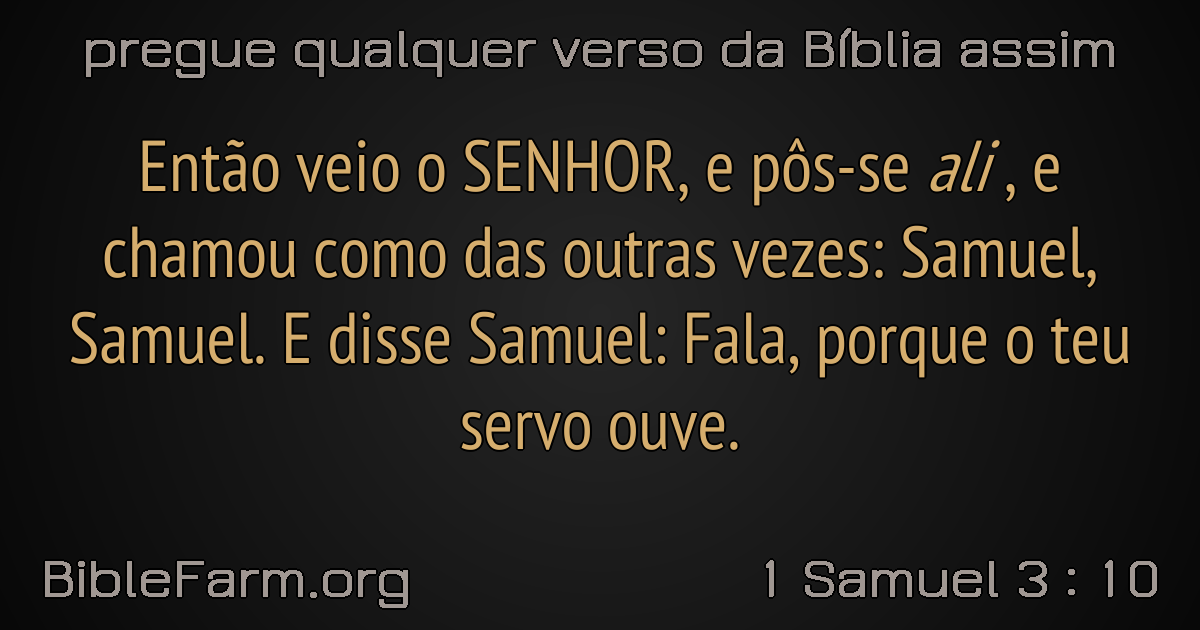 pregue qualquer verso da Bíblia assim
Então veio o SENHOR, e pôs-se ali , e
chamou como das outras vezes: Samuel,
Samuel. E disse Samuel: Fala, porque o teu
servo ouve.
BibleFarm.org
1 Samuel 3 : 10